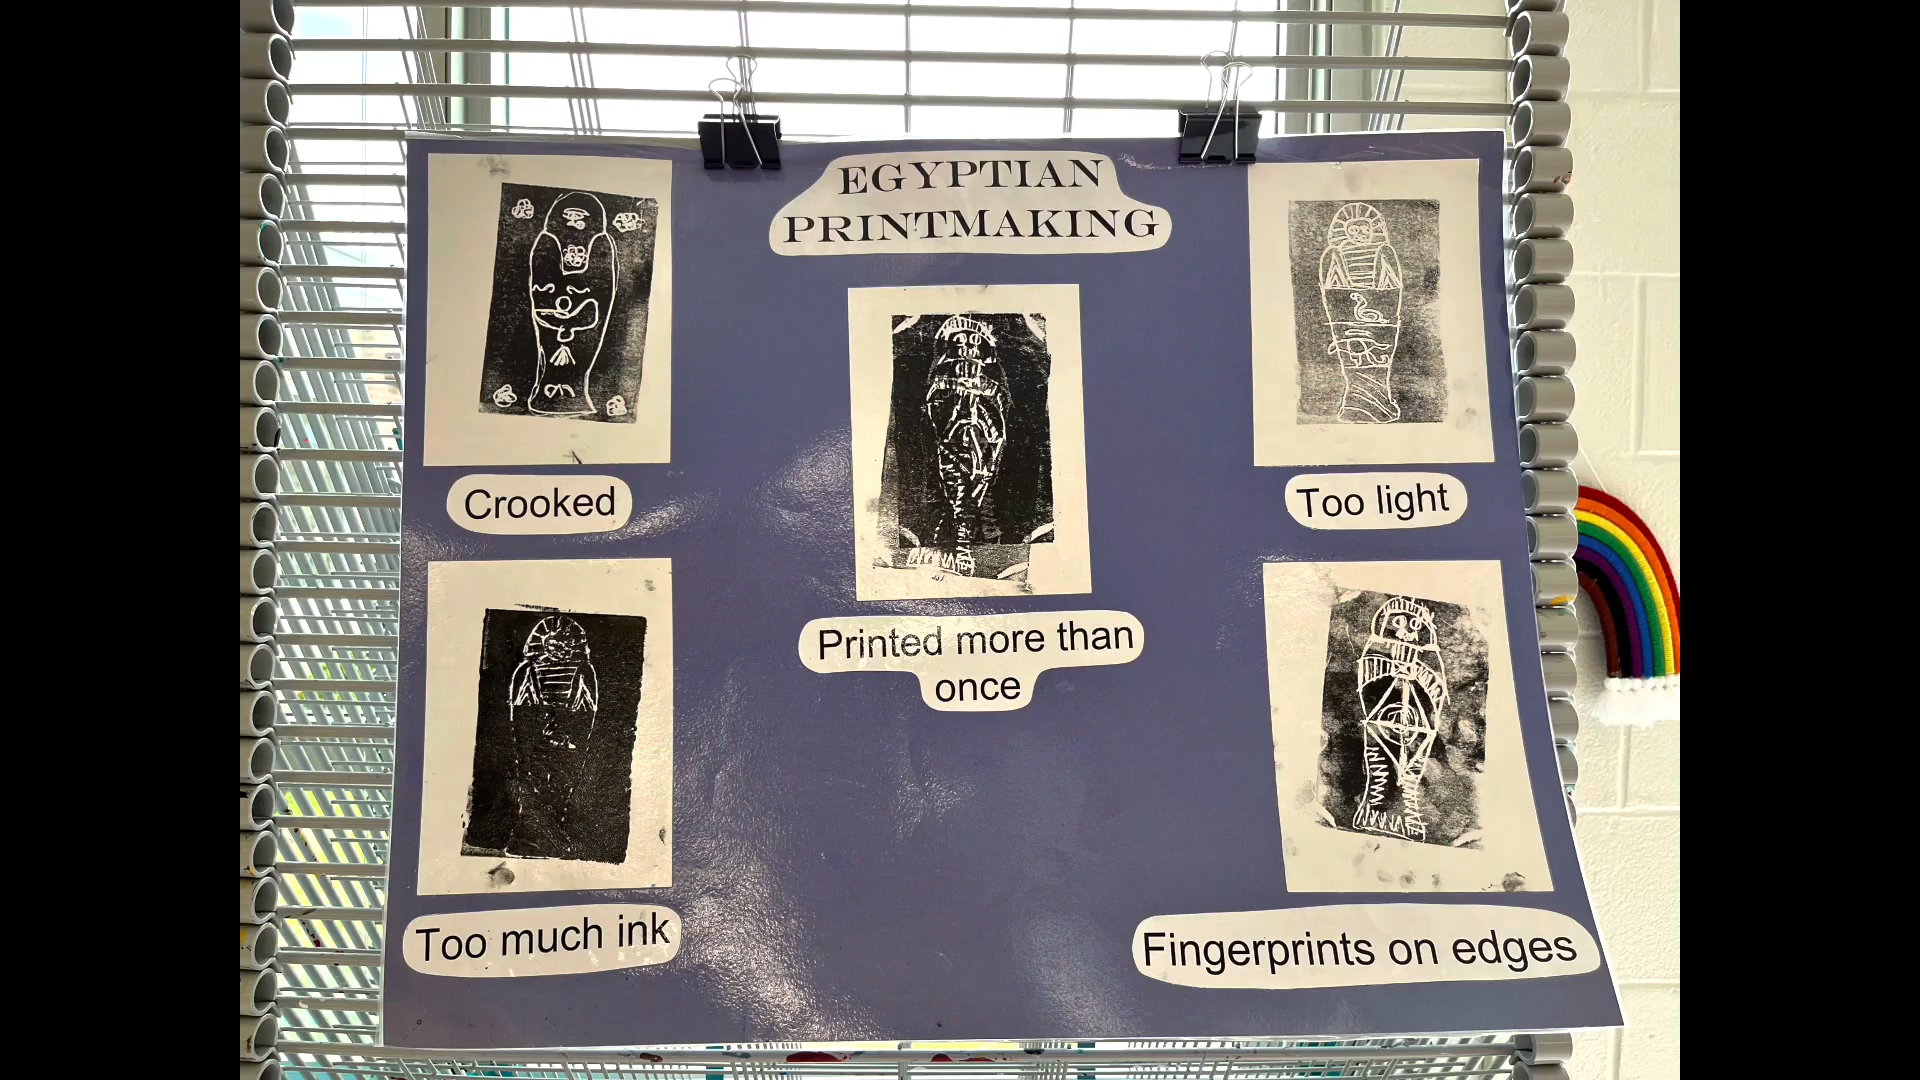 EGYPTIAN
PRINTMAKING
Crooked
Too light
Printed more than
once
Too much ink
Fingerprints on edges